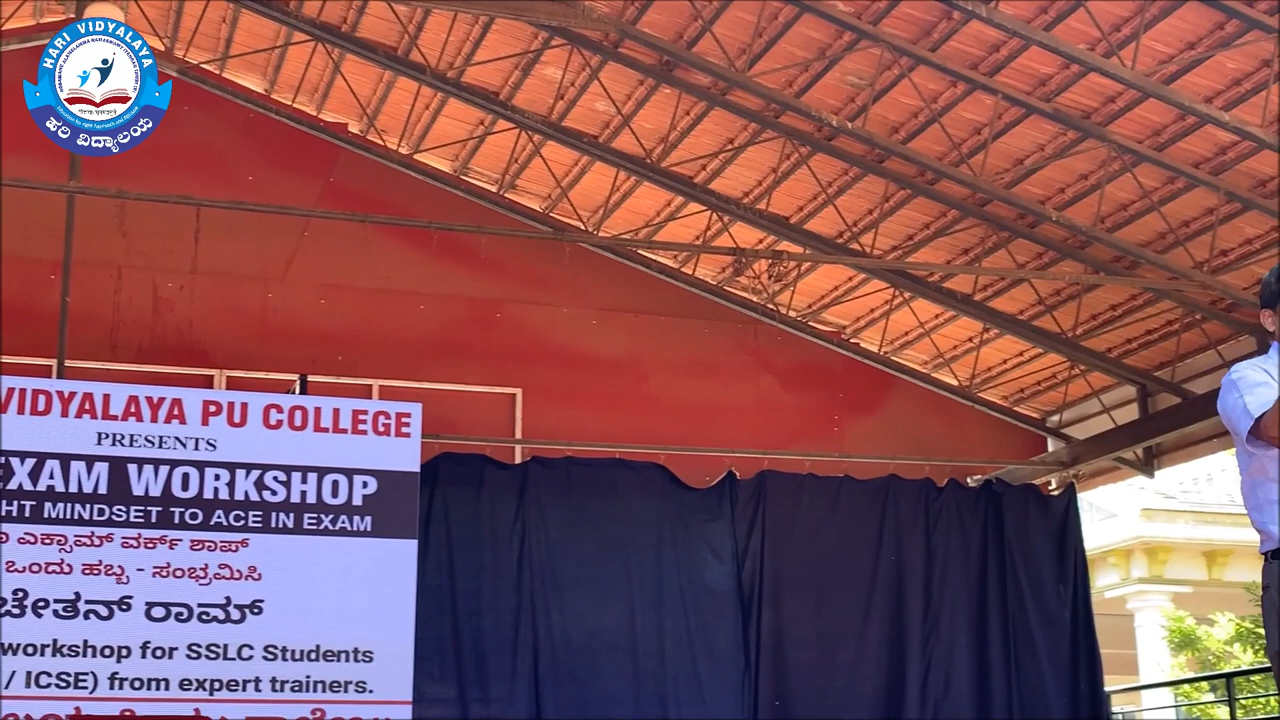 HARI VIDYALAYA
ಹರಿ ವಿದ್ಯಾಲಯ
VIDYALAYA PU COLLEGE
PRESENTS
EXAM WORKSHOP
HT MINDSET TO ACE IN EXAM
ಎಕ್ಸಾಮ್ ವರ್ಕ್ ಶಾಪ್
ಒಂದು ಹಬ್ಬ - ಸಂಭ್ರಮಿಸಿ
ಚೇತನ್ ರಾಮ್
workshop for SSLC Students
/ ICSE) from expert trainers.